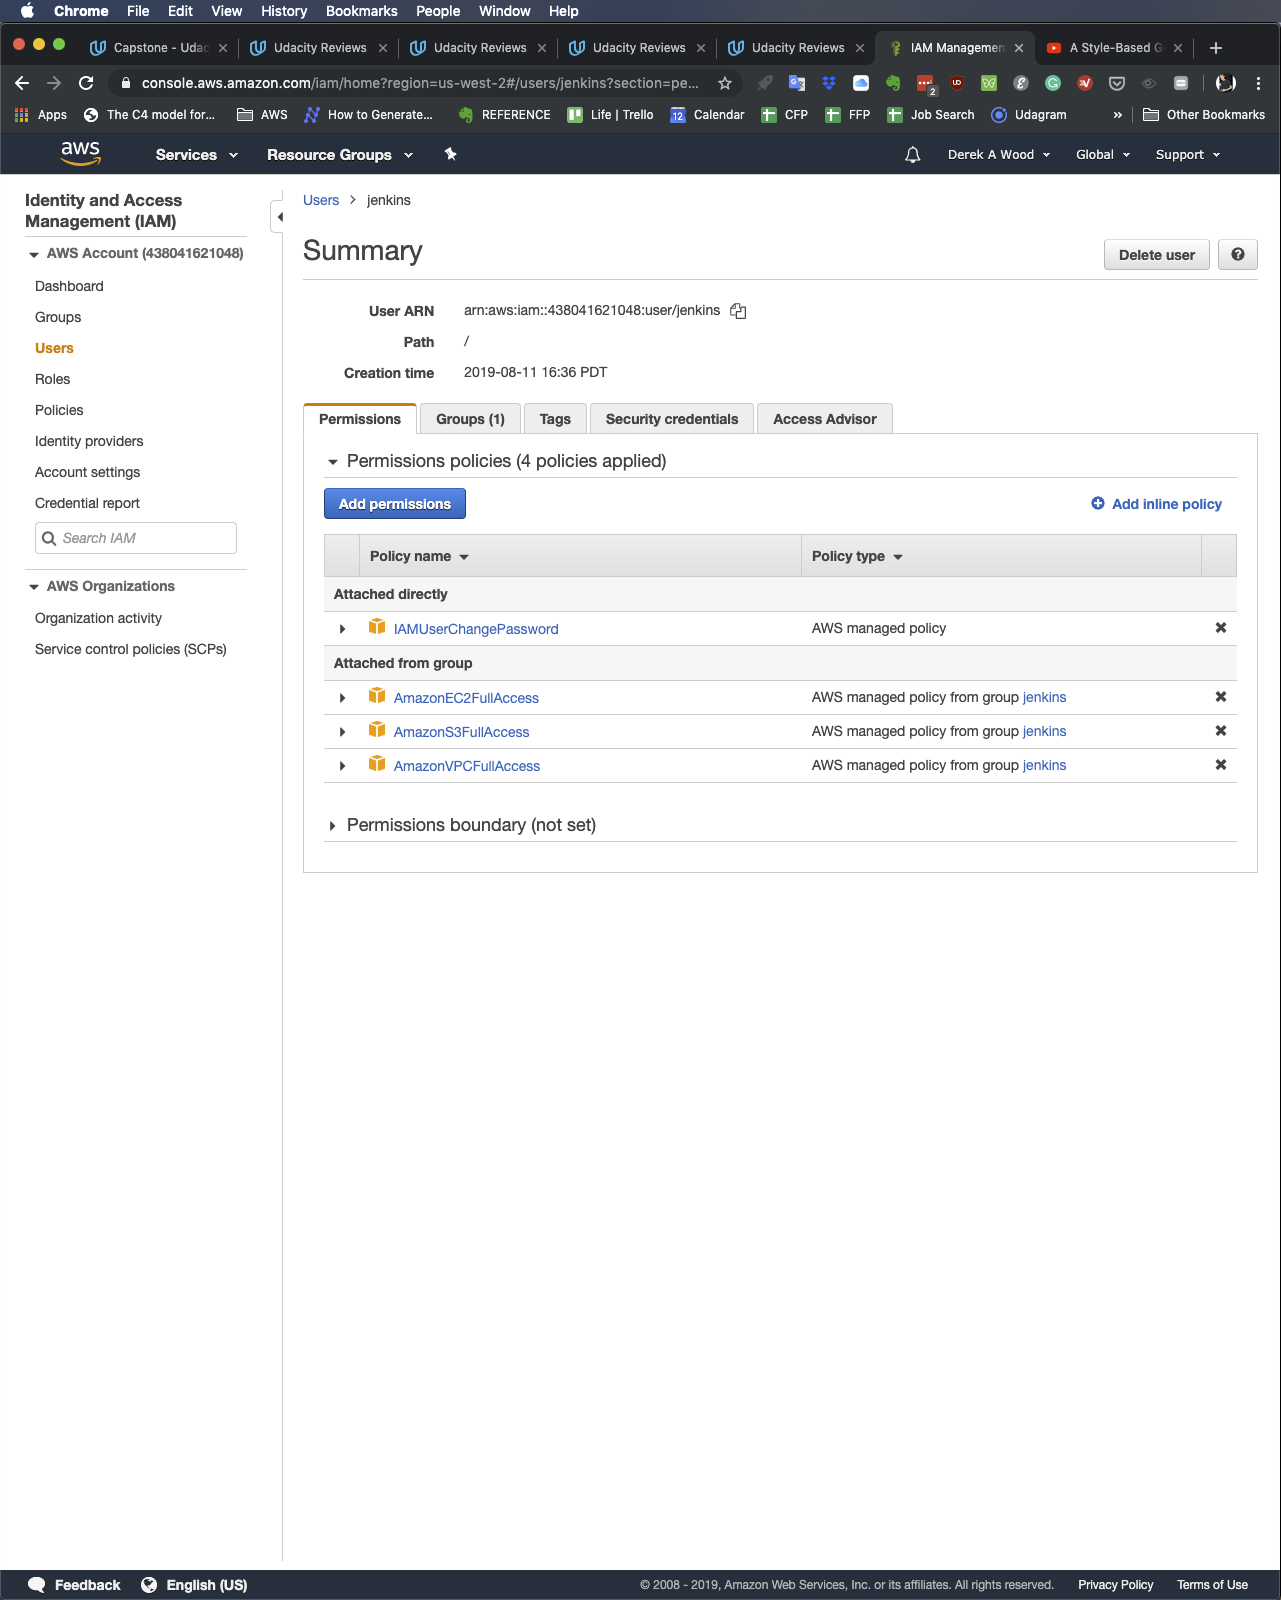 Chrome File Edit View History Bookmarks People Window Help
Capstone - Udac Udacity Reviews Udacity Reviews Udacity Reviews Udacity Reviews IAM Managemen A Style-Based G
console.aws.amazon.com/iam/home?region=us-west-2#/users/jenkins?section=pe...
Apps The C4 model for... AWS How to Generate... REFERENCE Life | Trello 12 Calendar CFP FFP Job Search Udagram » Other Bookmarks
aws Services Resource Groups Derek A Wood Global Support
Identity and Access
Management (IAM)
AWS Account (438041621048)
Dashboard
Groups
Users
Roles
Policies
Identity providers
Account settings
Credential report
Search IAM
AWS Organizations
Organization activity
Service control policies (SCPs)
Users > jenkins
Summary
Delete user
User ARN arn:aws:iam::438041621048:user/jenkins
Path /
Creation time 2019-08-11 16:36 PDT
Permissions Groups (1) Tags Security credentials Access Advisor
Permissions policies (4 policies applied)
Add permissions Add inline policy
Policy name Policy type
Attached directly
IAMUserChangePassword AWS managed policy
Attached from group
AmazonEC2FullAccess AWS managed policy from group jenkins
AmazonS3FullAccess AWS managed policy from group jenkins
AmazonVPCFullAccess AWS managed policy from group jenkins
Permissions boundary (not set)
Feedback English (US) © 2008 - 2019, Amazon Web Services, Inc. or its affiliates. All rights reserved. Privacy Policy Terms of Use